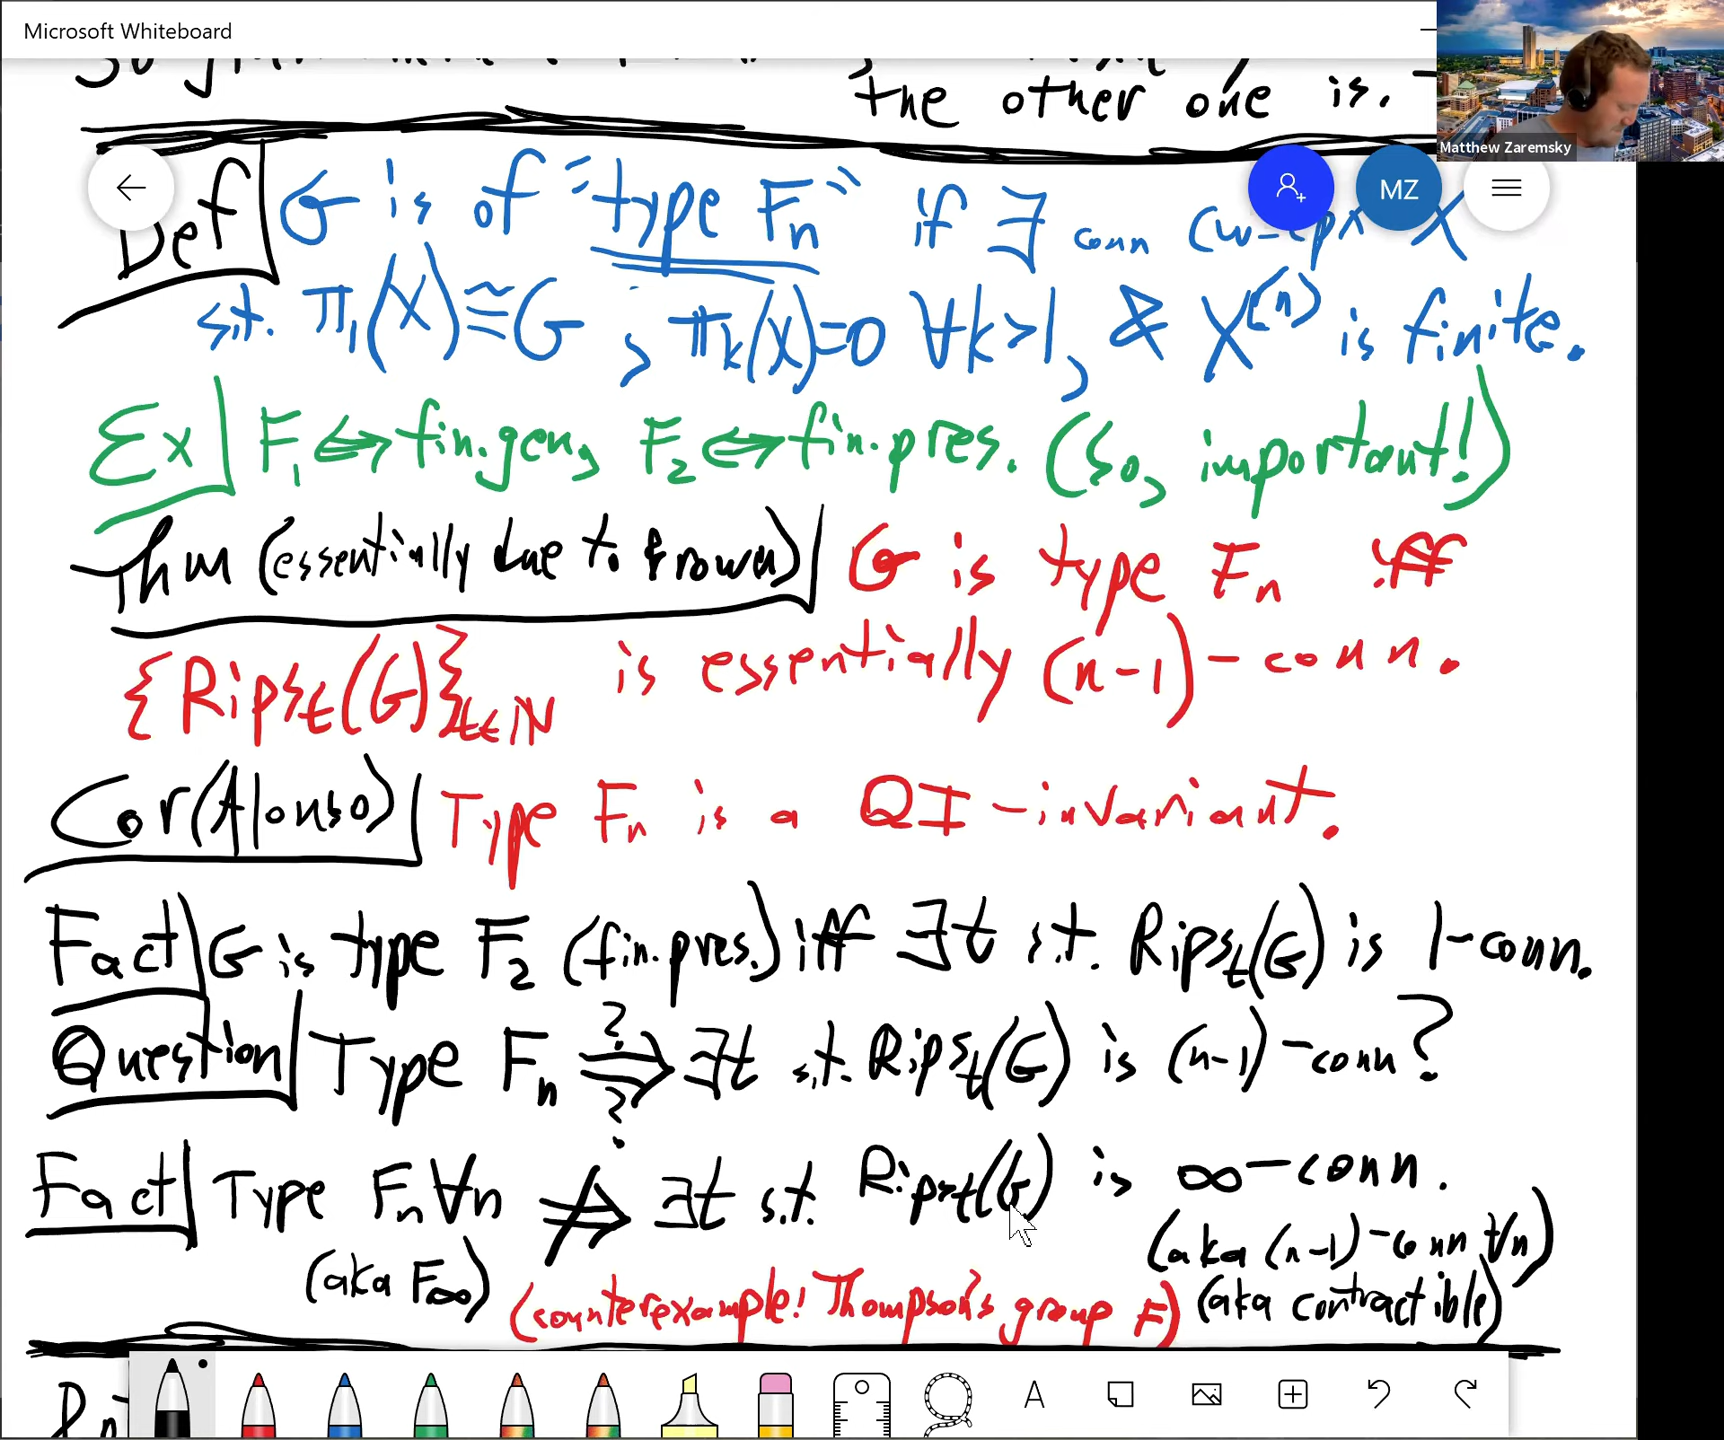 Microsoft Whiteboard
the other one is.
Matthew Zaremsky
MZ
Def G is of "type Fₙ" if ∃ conn CW-cpx X
s.t. π₁(X)≅G, πₖ(X)=0 ∀k>1, & X⁽ⁿ⁾ is finite.
Ex F₁⇔fin.gen, F₂⇔fin.pres. (So, important!)
Thm (essentially due to Brown) G is type Fₙ iff
{Ripsₜ(G)}ₜ∈ℕ is essentially (n-1)-conn.
Cor (Alonso) Type Fₙ is a QI-invariant.
Fact G is type F₂ (fin.pres.) iff ∃t s.t. Ripsₜ(G) is 1-conn.
Question Type Fₙ ?⇒? ∃t s.t. Ripsₜ(G) is (n-1)-conn?
Fact Type Fₙ ∀n ⇏ ∃t s.t. Ripsₜ(G) is ∞-conn.
(aka F∞) (aka (n-1)-conn ∀n)
(counterexample: Thompson's group F) (aka contractible)
A